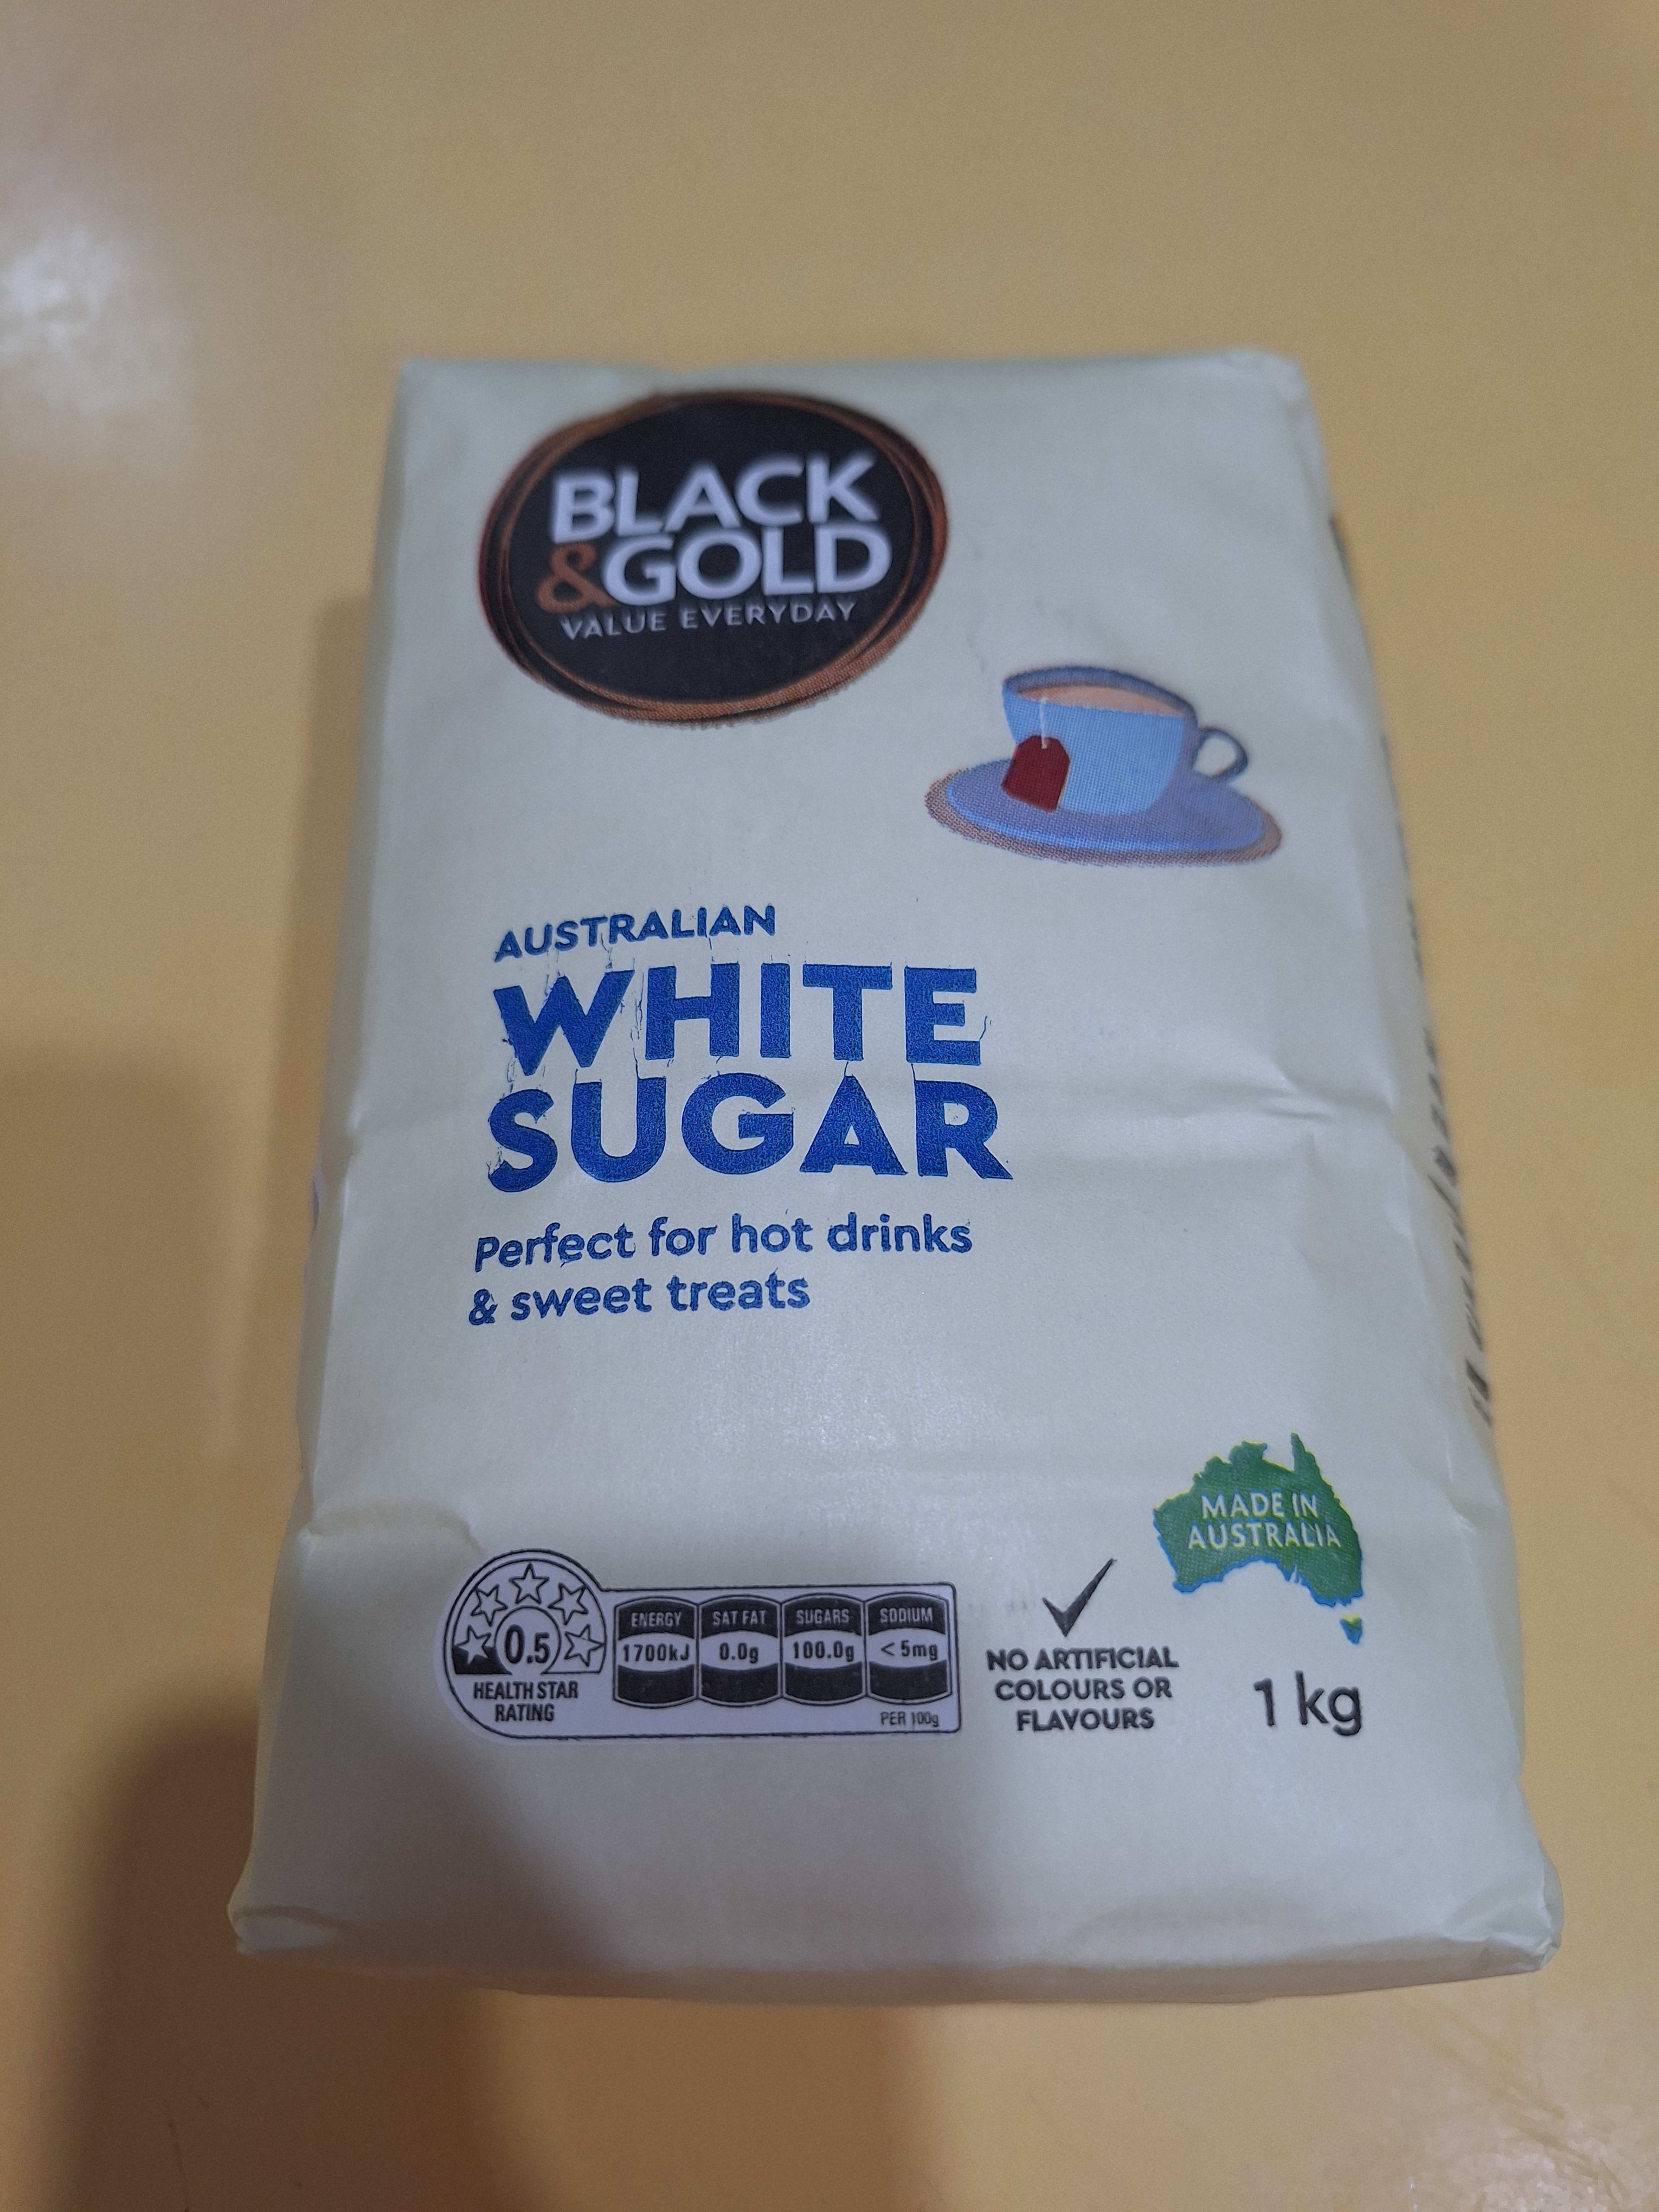 BLACK
&GOLD
VALUE EVERYDAY
AUSTRALIAN
WHITE
SUGAR
Perfect for hot drinks
& sweet treats
MADE IN
AUSTRALIA
0.5
HEALTH STAR
RATING
ENERGY
1700kJ
SAT FAT
0.0g
SUGARS
100.0g
SODIUM
< 5mg
PER 100g
NO ARTIFICIAL
COLOURS OR
FLAVOURS
1 kg